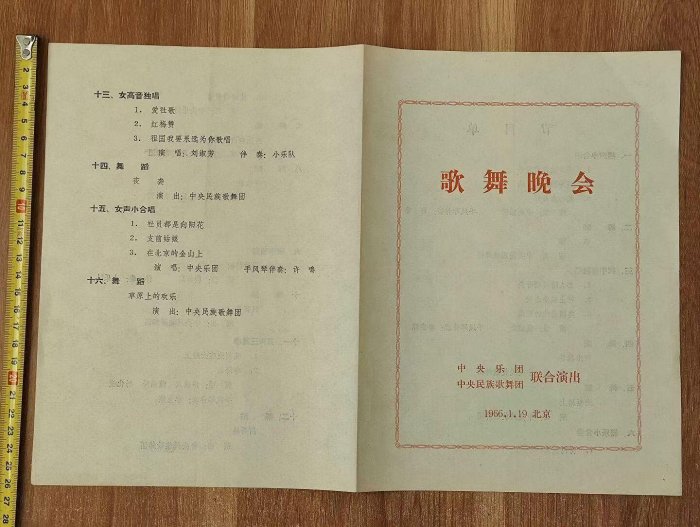 十三、女高音独唱
1. 爱社歌
2. 红梅赞
3. 祖国我要永远为你歌唱
演 唱：刘淑芳 伴 奏：小乐队
十四、舞 蹈
夜 袭
演 出：中央民族歌舞团
十五、女声小合唱
1. 社员都是向阳花
2. 支前姑娘
3. 在北京的金山上
演 唱：中央乐团 手风琴伴奏：许
十六、舞 蹈
草原上的欢乐
演 出：中央民族歌舞团
歌舞晚会
中央乐团
中央民族歌舞团 联合演出
1966.1.19 北京